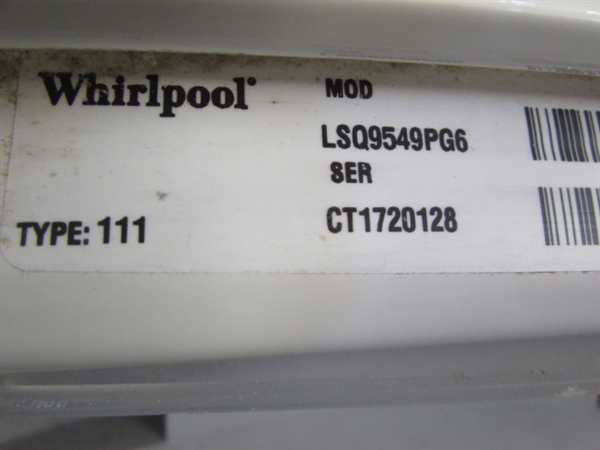 Whirlpool®
MOD
LSQ9549PG6
SER
TYPE: 111
CT1720128